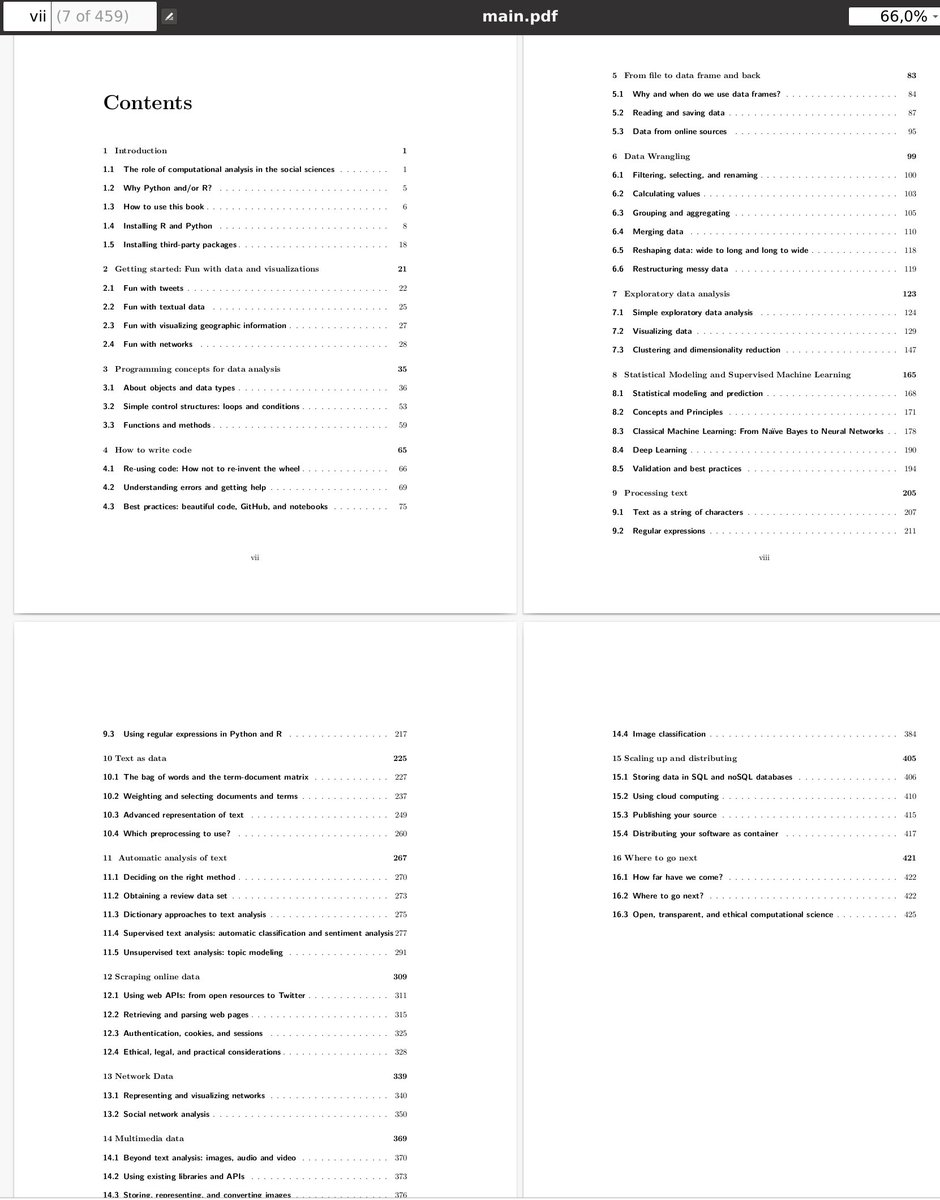 vii (7 of 459)
main.pdf
66,0%
Contents
1 Introduction 1
1.1 The role of computational analysis in the social sciences . . . . . . . . 1
1.2 Why Python and/or R? . . . . . . . . 5
1.3 How to use this book . . . . . . . . 6
1.4 Installing R and Python . . . . . . . . 8
1.5 Installing third-party packages . . . . . . . . 18
2 Getting started: Fun with data and visualizations 21
2.1 Fun with tweets . . . . . . . . 22
2.2 Fun with textual data . . . . . . . . 25
2.3 Fun with visualizing geographic information . . . . . . . . 27
2.4 Fun with networks . . . . . . . . 28
3 Programming concepts for data analysis 35
3.1 About objects and data types . . . . . . . . 36
3.2 Simple control structures: loops and conditions . . . . . . . . 53
3.3 Functions and methods . . . . . . . . 59
4 How to write code 65
4.1 Re-using code: How not to re-invent the wheel . . . . . . . . 66
4.2 Understanding errors and getting help . . . . . . . . 69
4.3 Best practices: beautiful code, GitHub, and notebooks . . . . . . . . 75
vii
5 From file to data frame and back 83
5.1 Why and when do we use data frames? . . . . . . . . 84
5.2 Reading and saving data . . . . . . . . 87
5.3 Data from online sources . . . . . . . . 95
6 Data Wrangling 99
6.1 Filtering, selecting, and renaming . . . . . . . . 100
6.2 Calculating values . . . . . . . . 103
6.3 Grouping and aggregating . . . . . . . . 105
6.4 Merging data . . . . . . . . 110
6.5 Reshaping data: wide to long and long to wide . . . . . . . . 118
6.6 Restructuring messy data . . . . . . . . 119
7 Exploratory data analysis 123
7.1 Simple exploratory data analysis . . . . . . . . 124
7.2 Visualizing data . . . . . . . . 129
7.3 Clustering and dimensionality reduction . . . . . . . . 147
8 Statistical Modeling and Supervised Machine Learning 165
8.1 Statistical modeling and prediction . . . . . . . . 168
8.2 Concepts and Principles . . . . . . . . 171
8.3 Classical Machine Learning: From Naïve Bayes to Neural Networks . . 178
8.4 Deep Learning . . . . . . . . 190
8.5 Validation and best practices . . . . . . . . 194
9 Processing text 205
9.1 Text as a string of characters . . . . . . . . 207
9.2 Regular expressions . . . . . . . . 211
viii
9.3 Using regular expressions in Python and R . . . . . . . . 217
10 Text as data 225
10.1 The bag of words and the term-document matrix . . . . . . . . 227
10.2 Weighting and selecting documents and terms . . . . . . . . 237
10.3 Advanced representation of text . . . . . . . . 249
10.4 Which preprocessing to use? . . . . . . . . 260
11 Automatic analysis of text 267
11.1 Deciding on the right method . . . . . . . . 270
11.2 Obtaining a review data set . . . . . . . . 273
11.3 Dictionary approaches to text analysis . . . . . . . . 275
11.4 Supervised text analysis: automatic classification and sentiment analysis 277
11.5 Unsupervised text analysis: topic modeling . . . . . . . . 291
12 Scraping online data 309
12.1 Using web APIs: from open resources to Twitter . . . . . . . . 311
12.2 Retrieving and parsing web pages . . . . . . . . 315
12.3 Authentication, cookies, and sessions . . . . . . . . 325
12.4 Ethical, legal, and practical considerations . . . . . . . . 328
13 Network Data 339
13.1 Representing and visualizing networks . . . . . . . . 340
13.2 Social network analysis . . . . . . . . 350
14 Multimedia data 369
14.1 Beyond text analysis: images, audio and video . . . . . . . . 370
14.2 Using existing libraries and APIs . . . . . . . . 373
14.3 Storing, representing, and converting images . . . . . . . . 376
14.4 Image classification . . . . . . . . 384
15 Scaling up and distributing 405
15.1 Storing data in SQL and noSQL databases . . . . . . . . 406
15.2 Using cloud computing . . . . . . . . 410
15.3 Publishing your source . . . . . . . . 415
15.4 Distributing your software as container . . . . . . . . 417
16 Where to go next 421
16.1 How far have we come? . . . . . . . . 422
16.2 Where to go next? . . . . . . . . 422
16.3 Open, transparent, and ethical computational science . . . . . . . . 425